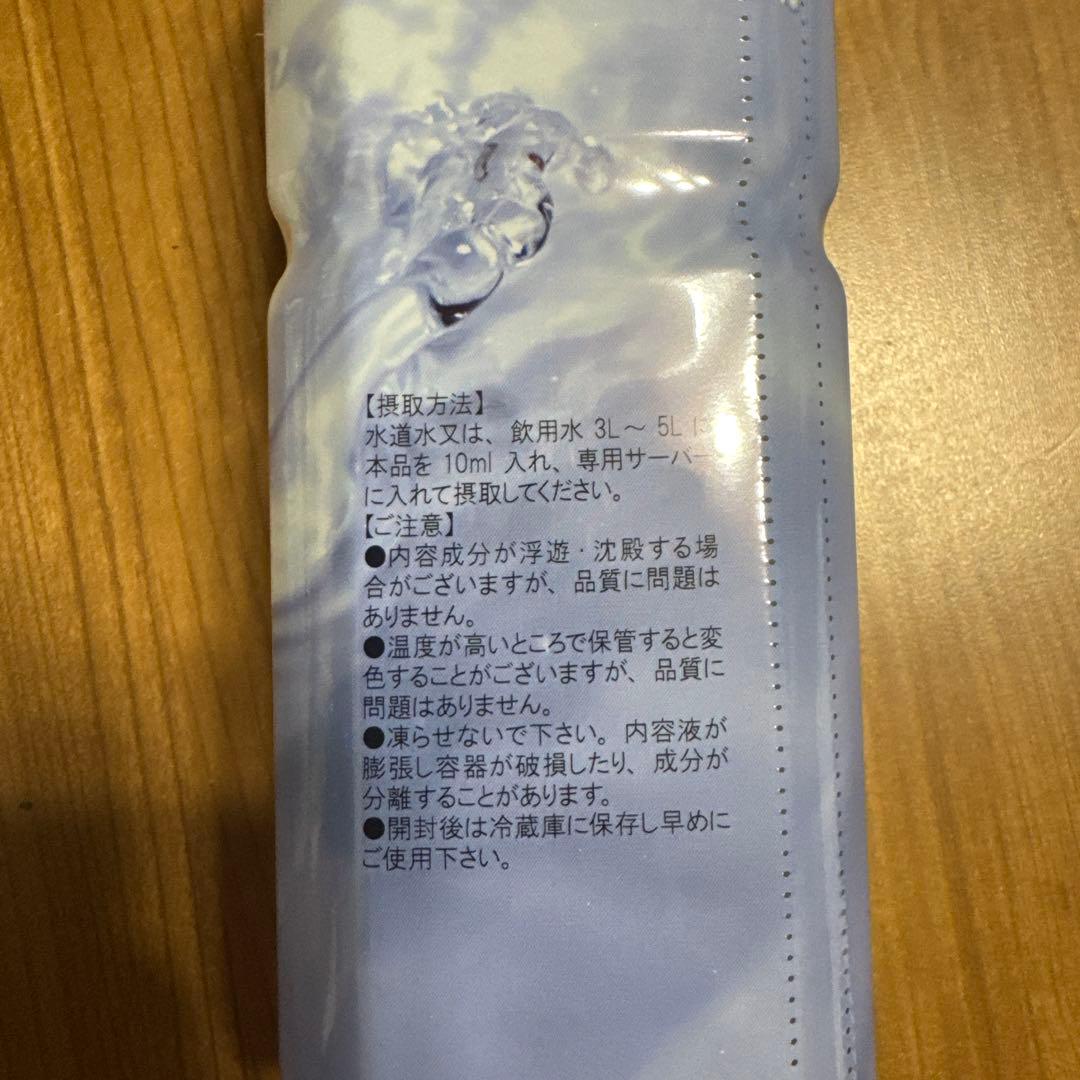 【摂取方法】
水道水又は、飲用水 3L～ 5L に
本品を 10ml 入れ、専用サーバー
に入れて摂取してください。
【ご注意】
●内容成分が浮遊・沈殿する場
合がございますが、品質に問題は
ありません。
●温度が高いところで保管すると変
色することがございますが、品質に
問題はありません。
●凍らせないで下さい。内容液が
膨張し容器が破損したり、成分が
分離することがあります。
●開封後は冷蔵庫に保存し早めに
ご使用下さい。